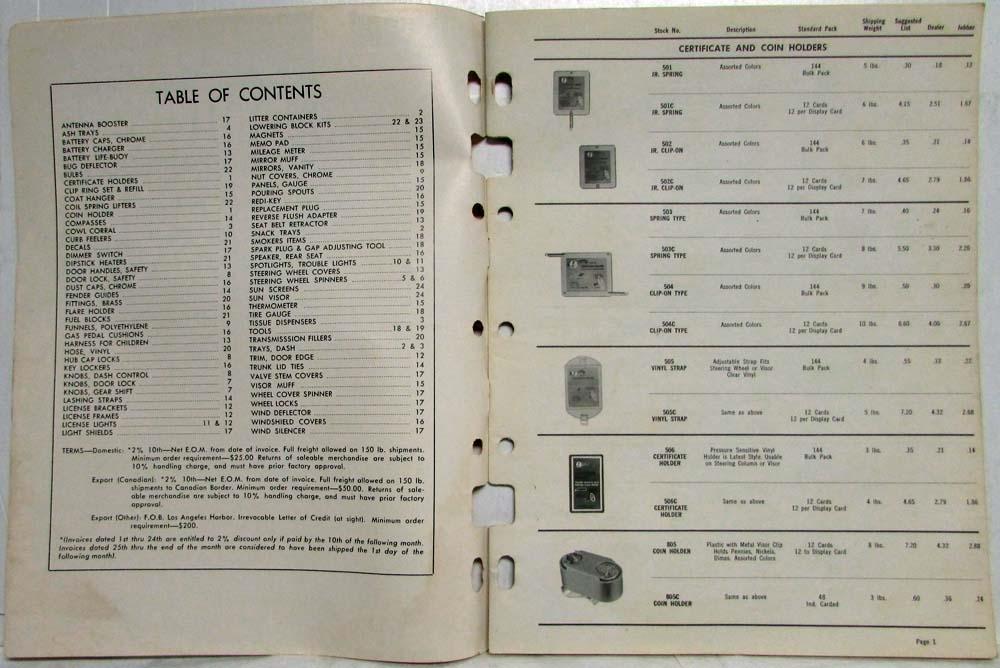 TABLE OF CONTENTS
ANTENNA BOOSTER 17
ASH TRAYS 4
BATTERY CAPS, CHROME 16
BATTERY CHARGER 16
BATTERY LIFE-BUOY 13
BUG DEFLECTOR 17
BULBS 22
CERTIFICATE HOLDERS 1
CLIP RING SET & REFILL 19
COAT HANGER 15
COIL SPRING LIFTERS 22
COIN HOLDER 1
COMPASSES 14
COWL CORRAL 3
CURB FEELERS 10
DECALS 21
DIMMER SWITCH 17
DIPSTICK HEATERS 21
DOOR HANDLES, SAFETY 13
DOOR LOCK, SAFETY 8
DUST CAPS, CHROME 16
FENDER GUIDES 14
FITTINGS, BRASS 20
FLARE HOLDER 16
FUEL BLOCKS 21
FUNNELS, POLYETHYLENE 9
GAS PEDAL CUSHIONS 16
HARNESS FOR CHILDREN 13
HOSE, VINYL 20
HUB CAP LOCKS 8
KEY LOCKERS 16
KNOBS, DASH CONTROL 8
KNOBS, DOOR LOCK 7
KNOBS, GEAR SHIFT 7
LASHING STRAPS 14
LICENSE BRACKETS 12
LICENSE FRAMES 12
LICENSE LIGHTS 11 & 12
LIGHT SHIELDS 17
LITTER CONTAINERS 2
LOWERING BLOCK KITS 22 & 23
MAGNETS 15
MEMO PAD 15
MILEAGE METER 15
MIRROR MUFF 15
MIRRORS, VANITY 18
NUT COVERS, CHROME 9
PANELS, GAUGE 15
POURING SPOUTS 20
REDI-KEY 16
REPLACEMENT PLUG 15
REVERSE FLUSH ADAPTER 19
SEAT BELT RETRACTOR 13
SNACK TRAYS 2
SMOKERS ITEMS 18
SPARK PLUG & GAP ADJUSTING TOOL 18
SPEAKER, REAR SEAT 16
SPOTLIGHTS, TROUBLE LIGHTS 10 & 11
STEERING WHEEL COVERS 13
STEERING WHEEL SPINNERS 5 & 6
SUN SCREENS 24
SUN VISOR 24
THERMOMETER 15
TIRE GAUGE 18
TISSUE DISPENSERS 3
TOOLS 18 & 19
TRANSMISSSION FILLERS 20
TRAYS, DASH 2 & 3
TRIM, DOOR EDGE 12
TRUNK LID TIES 14
VALVE STEM COVERS 17
VISOR MUFF 15
WHEEL COVER SPINNER 17
WHEEL LOCKS 17
WIND DEFLECTOR 17
WINDSHIELD COVERS 16
WIND SILENCER 17
TERMS—Domestic: *2% 10th—Net E.O.M. from date of invoice. Full freight allowed on 150 lb. shipments.
Minimum order requirement—$25.00 Returns of saleable merchandise are subject to
10% handling charge, and must have prior factory approval.
Export (Canadian): *2% 10th—Net E.O.M. from date of invoice. Full freight allowed on 150 lb.
shipments to Canadian Border. Minimum order requirement—$50.00. Returns of sale-
able merchandise are subject to 10% handling charge, and must have prior factory
approval.
Export (Other): F.O.B. Los Angeles Harbor. Irrevocable Letter of Credit (at sight). Minimum order
requirement—$200.
*(Invoices dated 1st thru 24th are entitled to 2% discount only if paid by the 10th of the following month.
Invoices dated 25th thru the end of the month are considered to have been shipped the 1st day of the
following month).
Stock No. Description Standard Pack Shipping Weight Suggested List Dealer Jobber
CERTIFICATE AND COIN HOLDERS
501 Assorted Colors 144 5 lbs. .30 .18 .12
JR. SPRING Bulk Pack
501C Assorted Colors 12 Cards 6 lbs. 4.15 2.51 1.67
JR. SPRING 12 per Display Card
502 Assorted Colors 144 6 lbs. .35 .21 .14
JR. CLIP-ON Bulk Pack
502C Assorted Colors 12 Cards 7 lbs. 4.65 2.79 1.86
JR. CLIP-ON 12 per Display Card
503 Assorted Colors 144 7 lbs. .40 .24 .16
SPRING TYPE Bulk Pack
503C Assorted Colors 12 Cards 8 lbs. 5.50 3.30 2.20
SPRING TYPE 12 per Display Card
504 Assorted Colors 144 9 lbs. .50 .30 .20
CLIP-ON TYPE Bulk Pack
504C Assorted Colors 12 Cards 10 lbs. 6.60 4.00 2.67
CLIP-ON TYPE 12 per Display Card
505 Adjustable Strap Fits 144 4 lbs. .55 .33 .22
VINYL STRAP Steering Wheel or Visor Bulk Pack
Clear Vinyl
505C Same as above 12 Cards 5 lbs. 7.20 4.32 2.88
VINYL STRAP 12 per Display Card
506 Pressure Sensitive Vinyl 144 3 lbs. .35 .21 .14
CERTIFICATE Holder is Latest Style. Usable Bulk Pack
HOLDER on Steering Column or Visor
506C Same as above 12 Cards 4 lbs. 4.65 2.79 1.86
CERTIFICATE 12 per Display Card
HOLDER
805 Plastic with Metal Visor Clip 12 Cards 8 lbs. 7.20 4.32 2.88
COIN HOLDER Holds Pennies, Nickels, 12 to Display Card
Dimes. Assorted Colors
805C Same as above 48 3 lbs. .60 .36 .24
COIN HOLDER Ind. Carded
Page 1